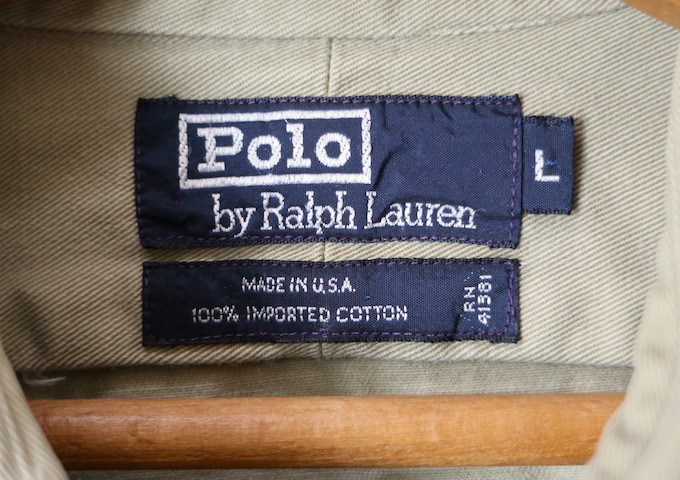 Polo
by Ralph Lauren
L
MADE IN U.S.A.
100% IMPORTED COTTON
RN
41381